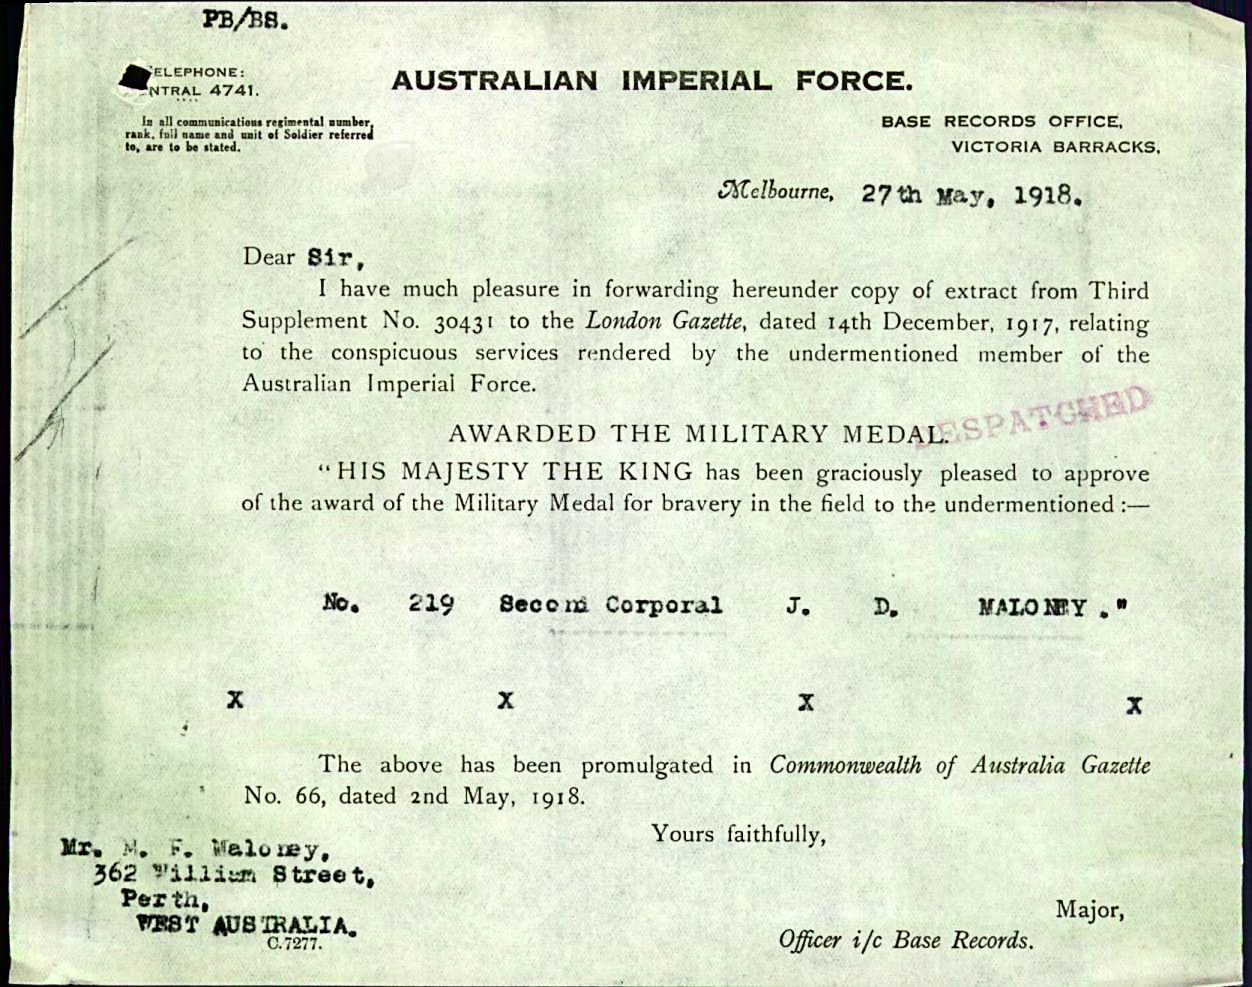 PB/BS.
ELEPHONE:
NTRAL 4741.
AUSTRALIAN IMPERIAL FORCE.
In all communications regimental number,
rank, full name and unit of Soldier referred
to, are to be stated.
BASE RECORDS OFFICE,
VICTORIA BARRACKS,
Melbourne, 27th May, 1918.
Dear Sir,
I have much pleasure in forwarding hereunder copy of extract from Third
Supplement No. 30431 to the London Gazette, dated 14th December, 1917, relating
to the conspicuous services rendered by the undermentioned member of the
Australian Imperial Force.
DESPATCHED
AWARDED THE MILITARY MEDAL.
"HIS MAJESTY THE KING has been graciously pleased to approve
of the award of the Military Medal for bravery in the field to the undermentioned :—
No. 219 Second Corporal J. D. MALONEY."
X X X X
The above has been promulgated in Commonwealth of Australia Gazette
No. 66, dated 2nd May, 1918.
Yours faithfully,
Mr. M. F. Maloney,
362 William Street,
Perth,
WEST AUSTRALIA.
C.7277.
Major,
Officer i/c Base Records.